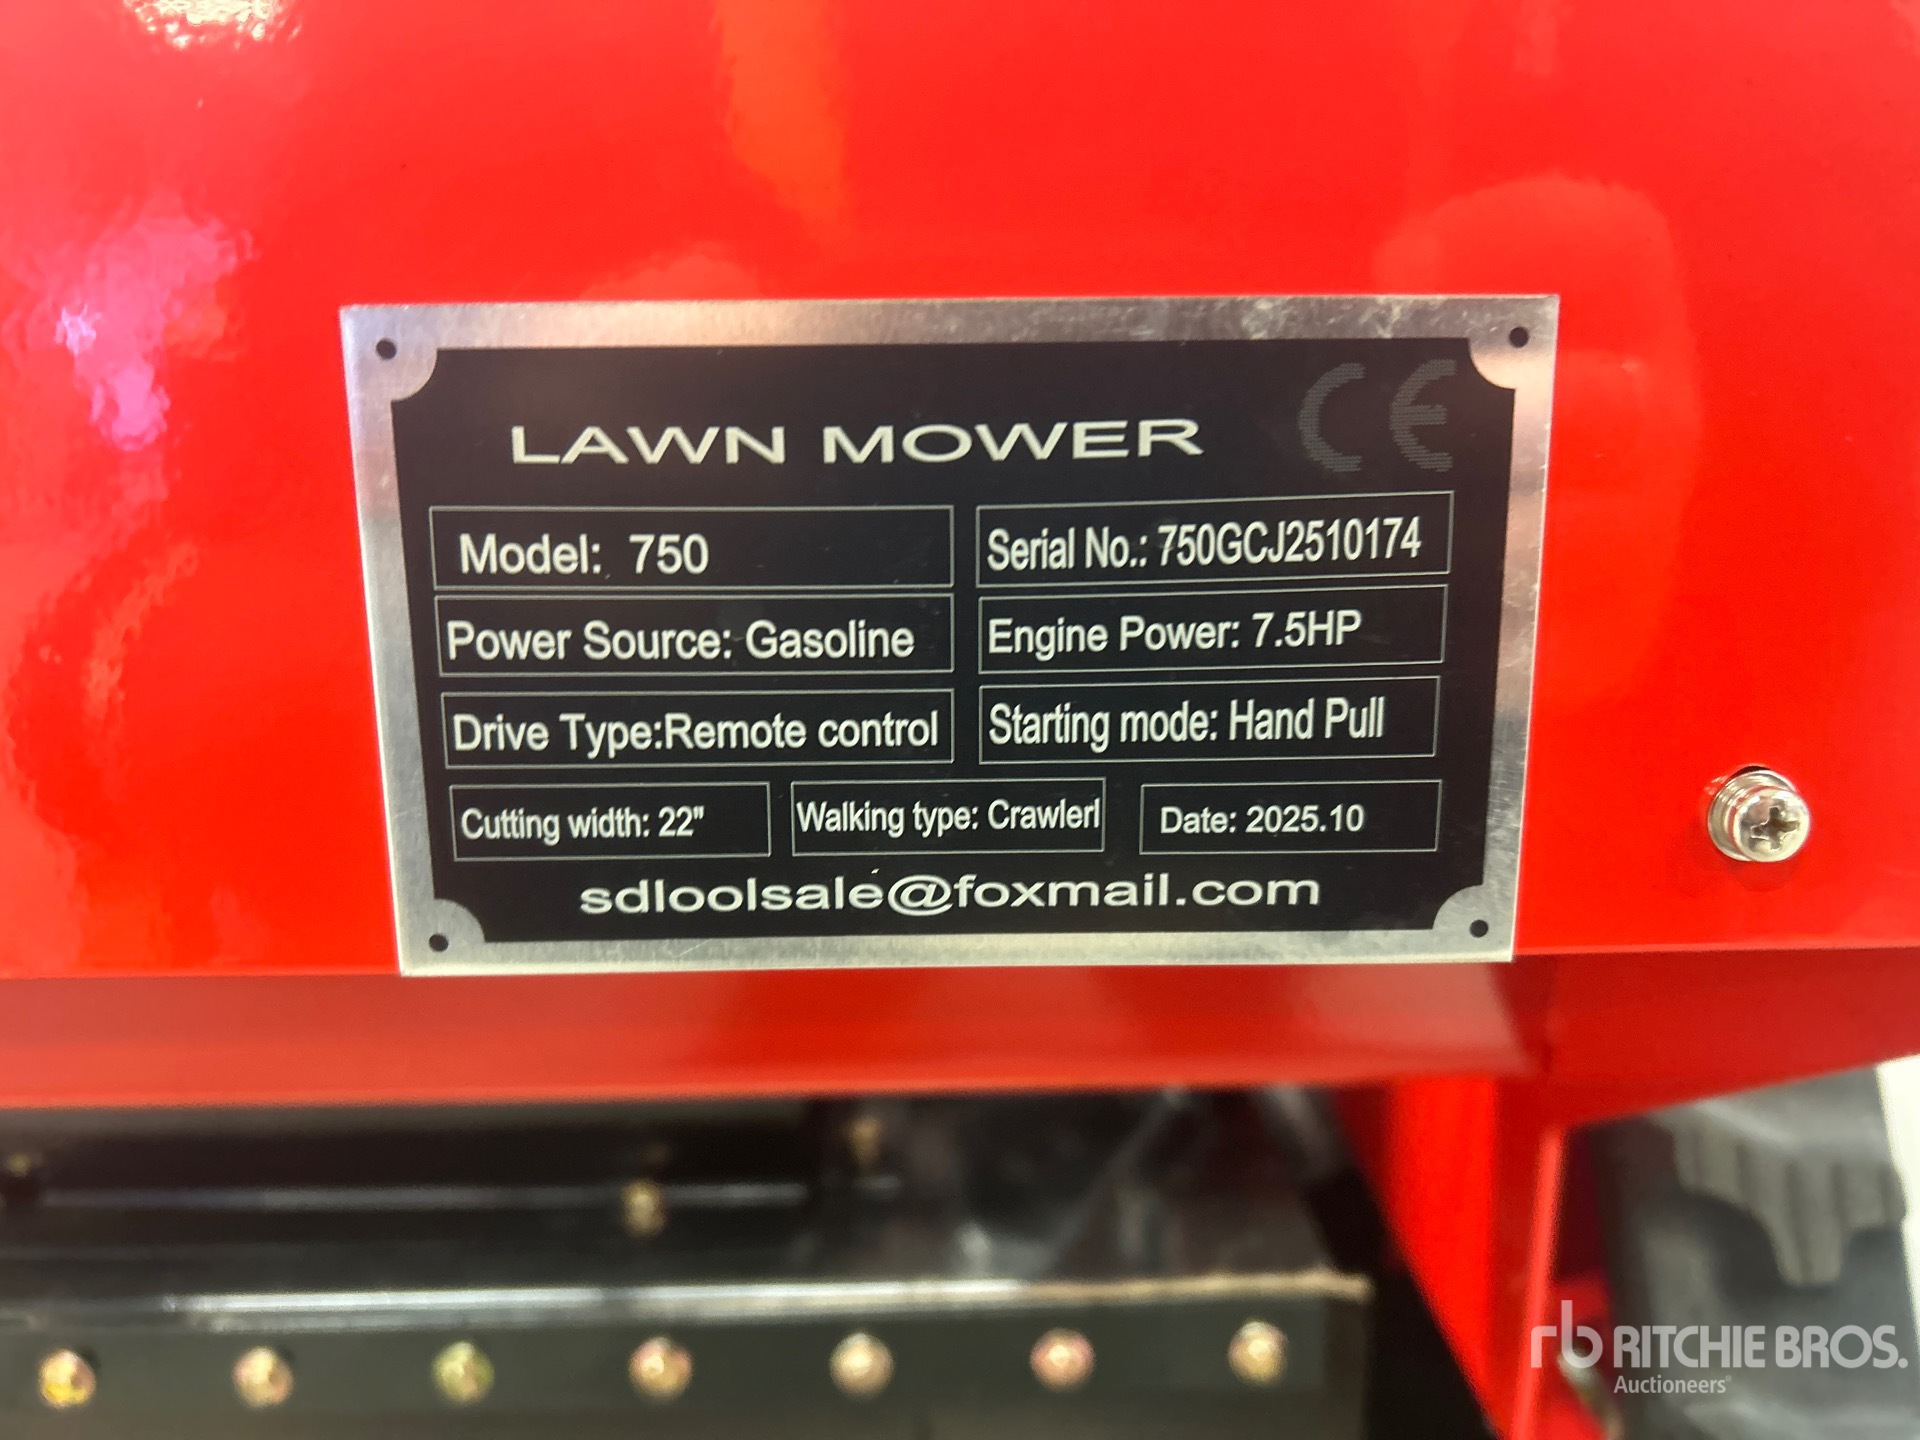 CE
LAWN MOWER
Model: 750
Serial No.: 750GCJ2510174
Power Source: Gasoline
Engine Power: 7.5HP
Drive Type:Remote control
Starting mode: Hand Pull
Cutting width: 22"
Walking type: Crawlerl
Date: 2025.10
sdloolsale@foxmail.com
rb RITCHIE BROS.
Auctioneers